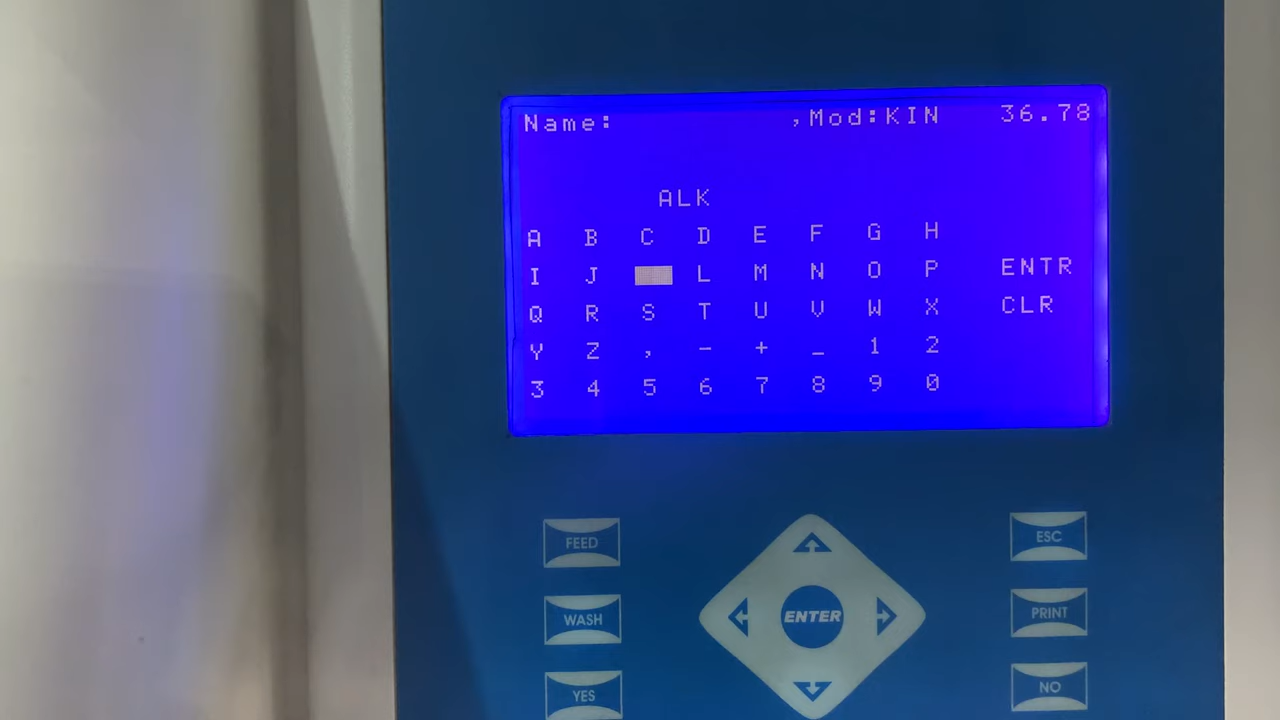 Name: ,Mod:KIN 36.78
ALK
A B C D E F G H
I J L M N O P ENTR
Q R S T U V W X CLR
Y Z , - + _ 1 2
3 4 5 6 7 8 9 0
FEED ESC
WASH ENTER PRINT
YES NO